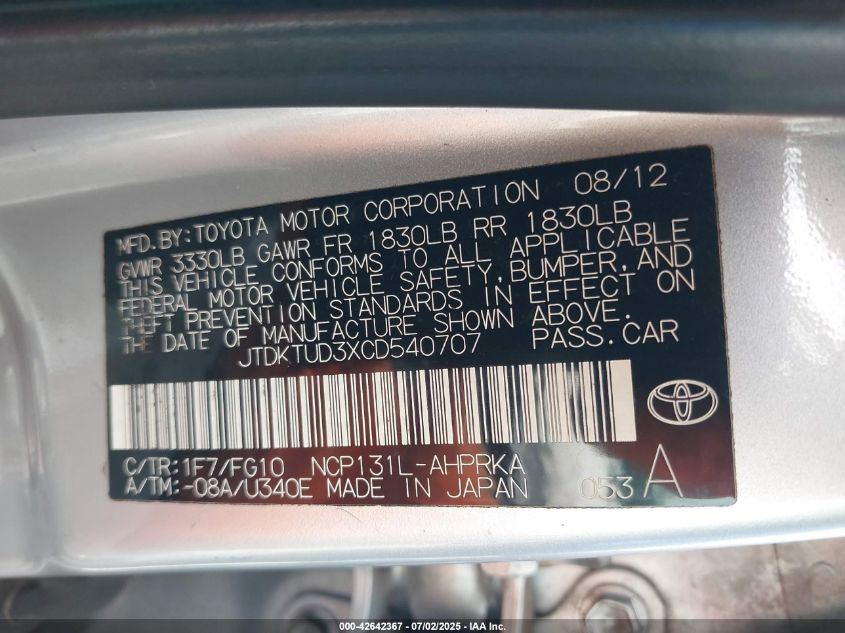 MFD.BY:TOYOTA MOTOR CORPORATION 08/12
GVWR 3330LB GAWR FR 1830LB RR 1830LB
THIS VEHICLE CONFORMS TO ALL APPLICABLE
FEDERAL MOTOR VEHICLE SAFETY,BUMPER,AND
THEFT PREVENTION STANDARDS IN EFFECT ON
THE DATE OF MANUFACTURE SHOWN ABOVE.
JTDKTUD3XCD540707 PASS.CAR
C/TR:1F7/FG10 NCP131L-AHPRKA
A/TM:-08A/U340E MADE IN JAPAN 053 A
000-42642367 - 07/02/2025 - IAA Inc.